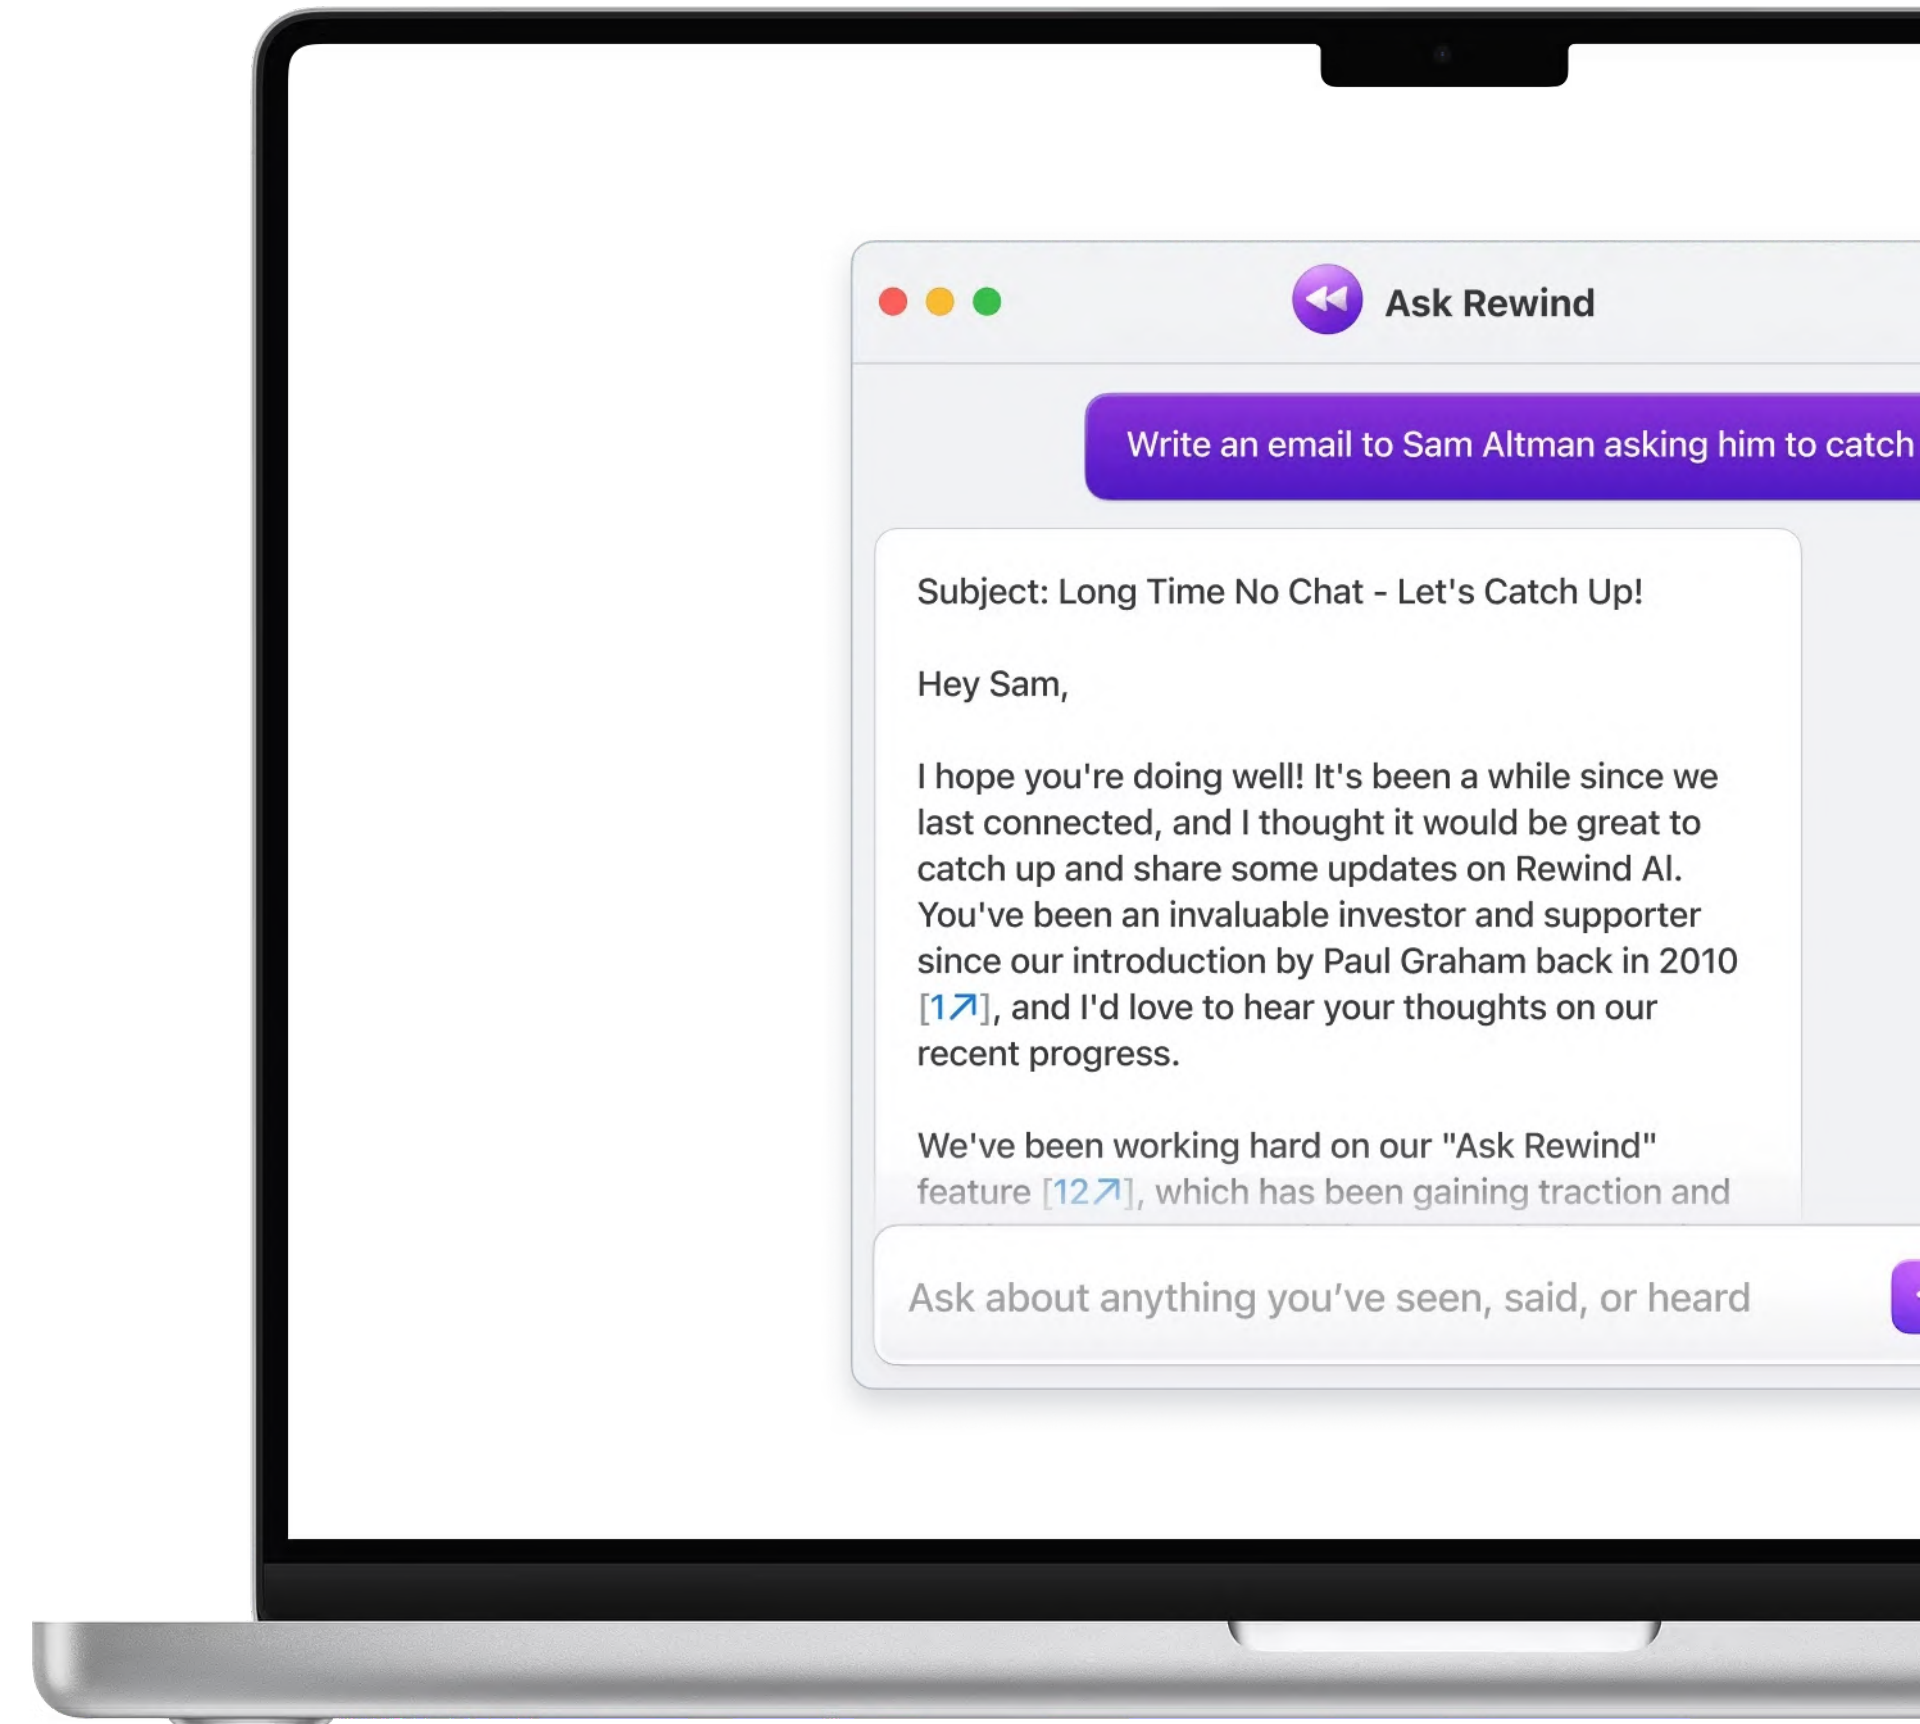 Ask Rewind
Write an email to Sam Altman asking him to catch
Subject: Long Time No Chat - Let's Catch Up!
Hey Sam,
I hope you're doing well! It's been a while since we
last connected, and I thought it would be great to
catch up and share some updates on Rewind AI.
You've been an invaluable investor and supporter
since our introduction by Paul Graham back in 2010
[1↗], and I'd love to hear your thoughts on our
recent progress.
We've been working hard on our "Ask Rewind"
feature [12↗], which has been gaining traction and
Ask about anything you’ve seen, said, or heard